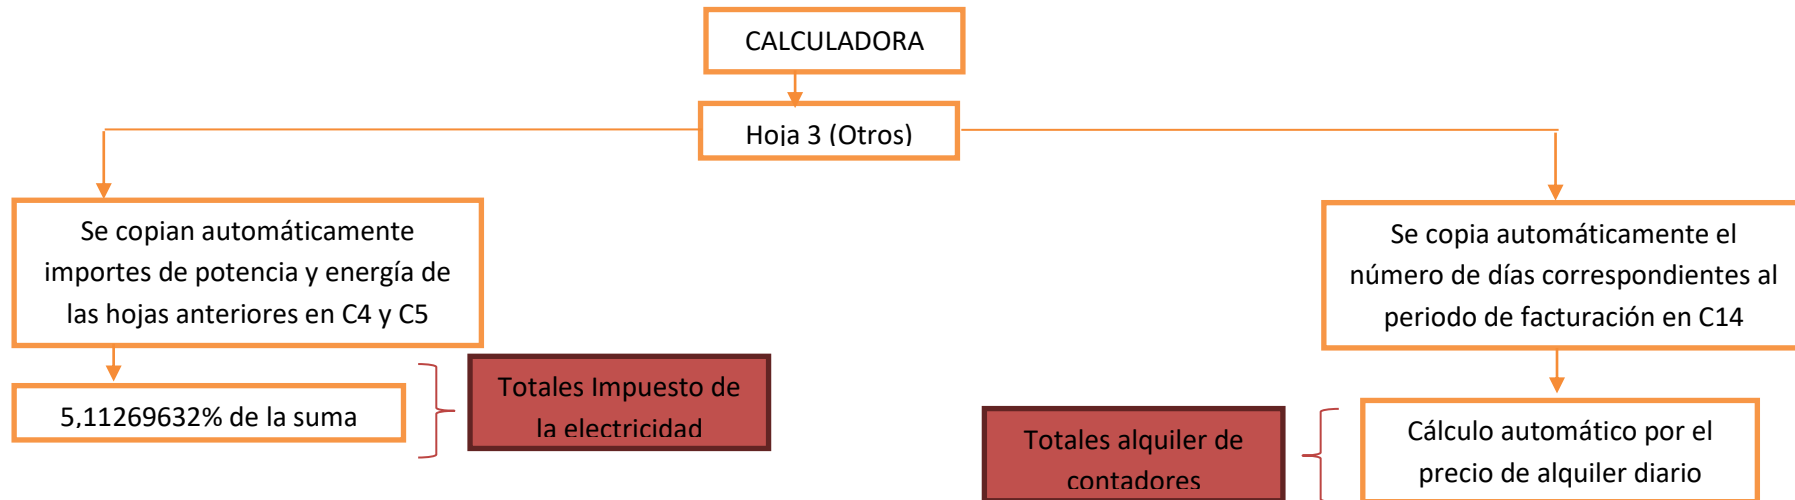 CALCULADORA
Hoja 3 (Otros)
Se copian automáticamente
importes de potencia y energía de
las hojas anteriores en C4 y C5
5,11269632% de la suma
Totales Impuesto de
la electricidad
Se copia automáticamente el
número de días correspondientes al
periodo de facturación en C14
Totales alquiler de
contadores
Cálculo automático por el
precio de alquiler diario